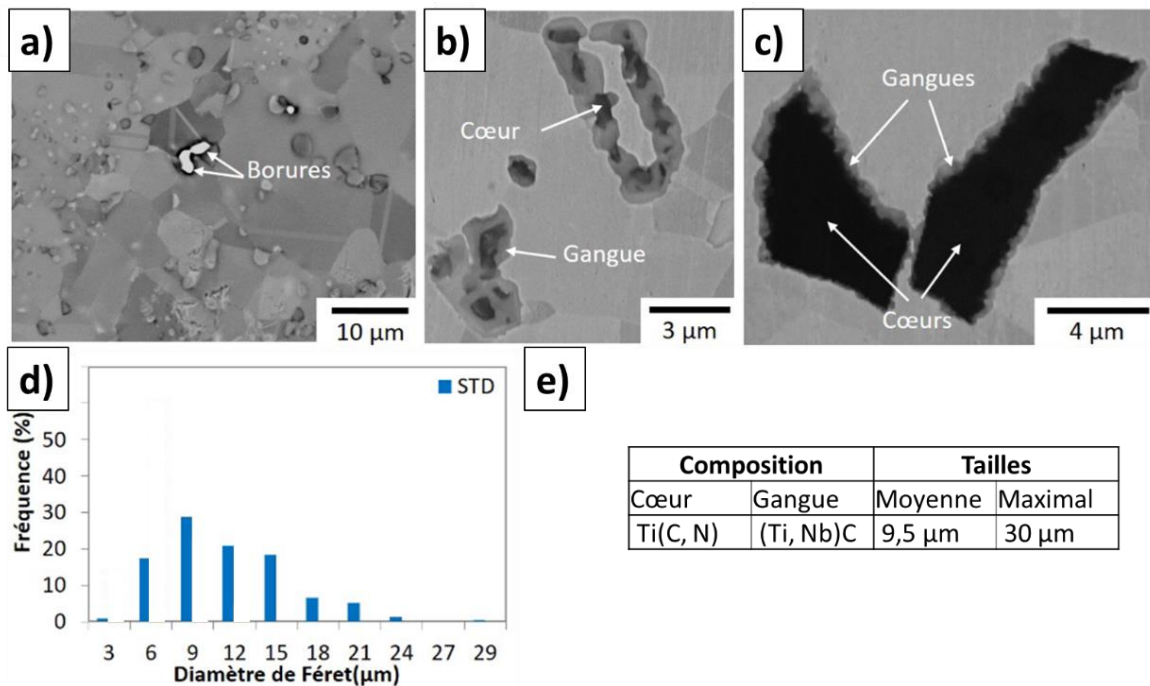 a)
Borures
10 µm
b)
Cœur
Gangue
3 µm
c)
Gangues
Cœurs
4 µm
d)
STD
Fréquence (%)
50
40
30
20
10
0
3 6 9 12 15 18 21 24 27 29
Diamètre de Féret(µm)
e)
Composition Tailles
Cœur Gangue Moyenne Maximal
Ti(C, N) (Ti, Nb)C 9,5 µm 30 µm